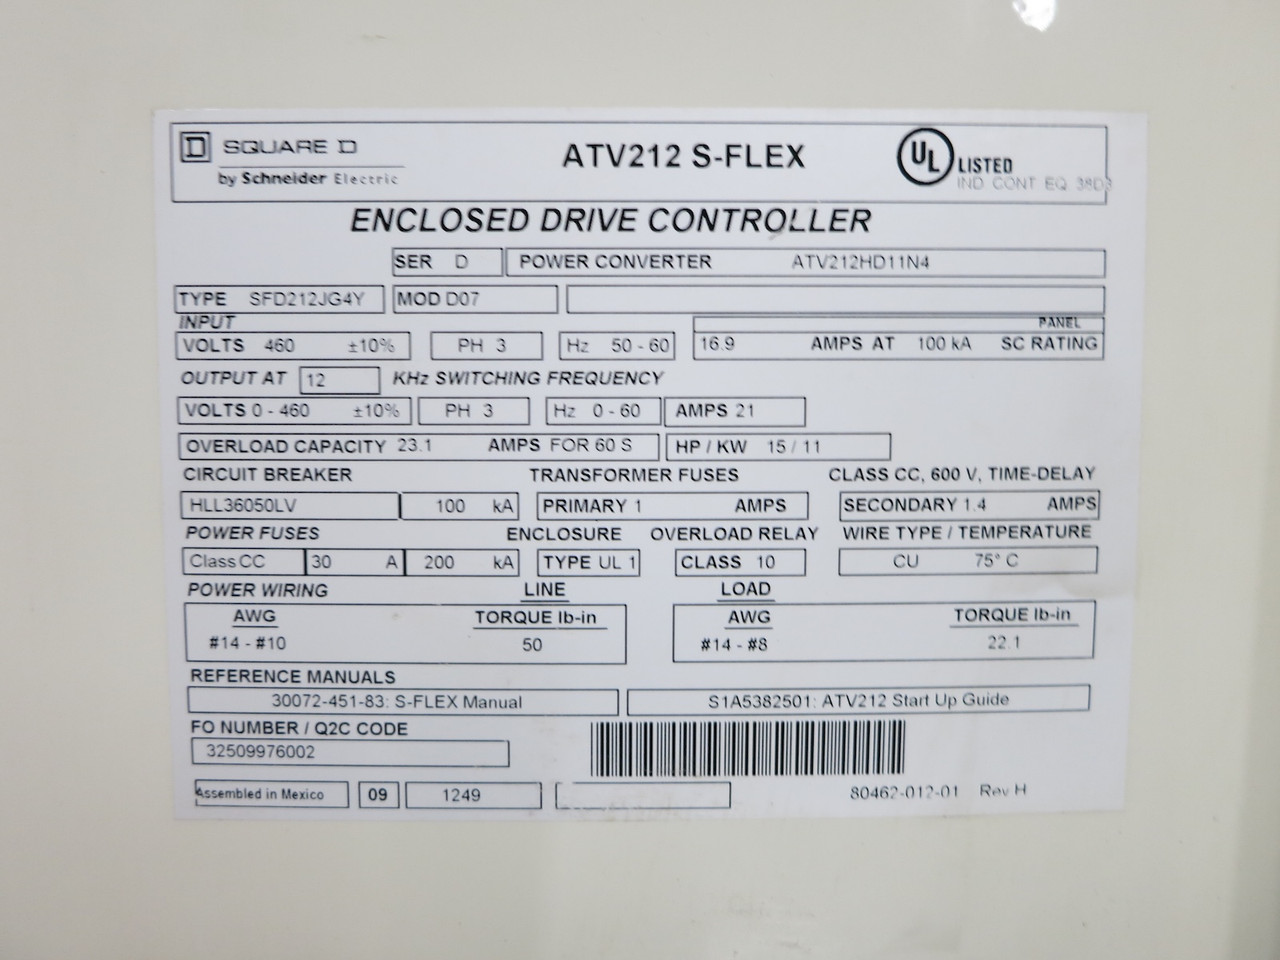 SQUARE D
by Schneider Electric
ATV212 S-FLEX
UL LISTED
IND CONT EQ 38D3
ENCLOSED DRIVE CONTROLLER
SER D POWER CONVERTER ATV212HD11N4
TYPE SFD212JG4Y MOD D07
INPUT PANEL
VOLTS 460 ±10% PH 3 Hz 50 - 60 16.9 AMPS AT 100 kA SC RATING
OUTPUT AT 12 KHz SWITCHING FREQUENCY
VOLTS 0 - 460 ±10% PH 3 Hz 0 - 60 AMPS 21
OVERLOAD CAPACITY 23.1 AMPS FOR 60 S HP / KW 15 / 11
CIRCUIT BREAKER TRANSFORMER FUSES CLASS CC, 600 V, TIME-DELAY
HLL36050LV 100 kA PRIMARY 1 AMPS SECONDARY 1.4 AMPS
POWER FUSES ENCLOSURE OVERLOAD RELAY WIRE TYPE / TEMPERATURE
Class CC 30 A 200 kA TYPE UL 1 CLASS 10 CU 75° C
POWER WIRING LINE LOAD
AWG TORQUE lb-in AWG TORQUE lb-in
#14 - #10 50 #14 - #8 22.1
REFERENCE MANUALS
30072-451-83: S-FLEX Manual S1A5382501: ATV212 Start Up Guide
FO NUMBER / Q2C CODE
32509976002
Assembled in Mexico 09 1249 80462-012-01 Rev H